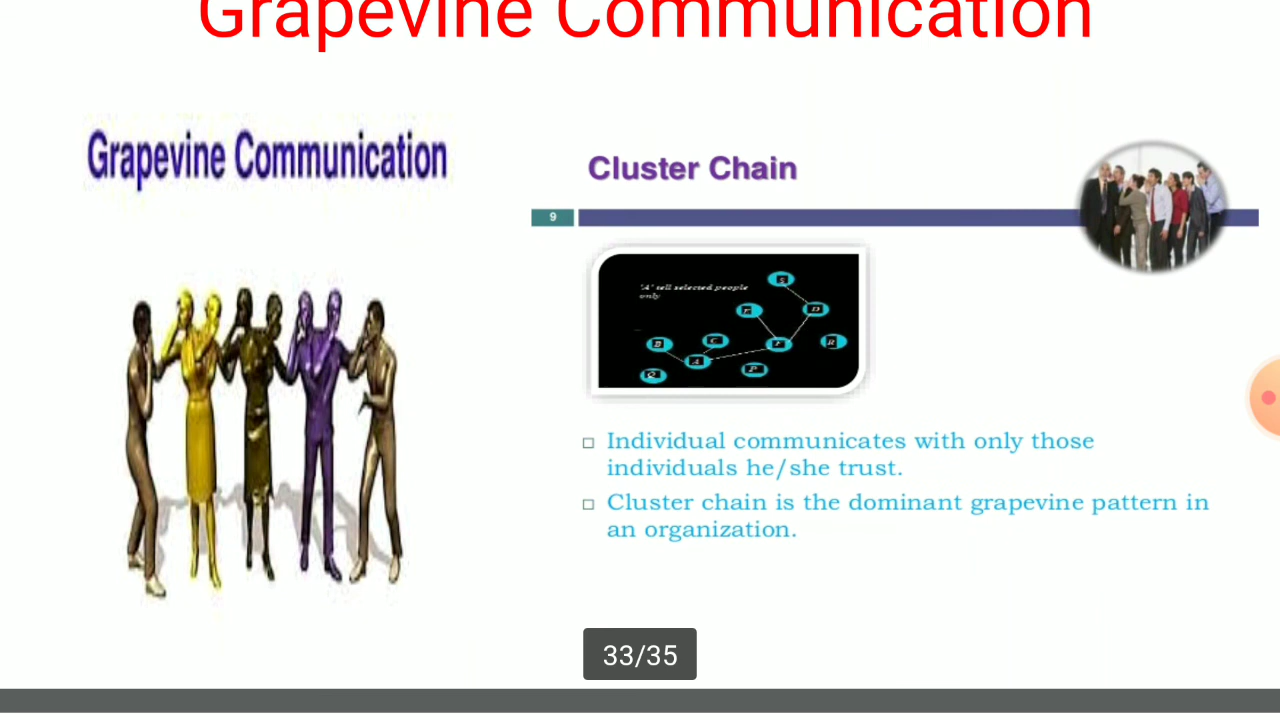 Grapevine Communication
Grapevine Communication
Cluster Chain
9
'A' tell selected people
only
S
D
B
C
A
R
P
Individual communicates with only those
individuals he/she trust.
Cluster chain is the dominant grapevine pattern in
an organization.
33/35